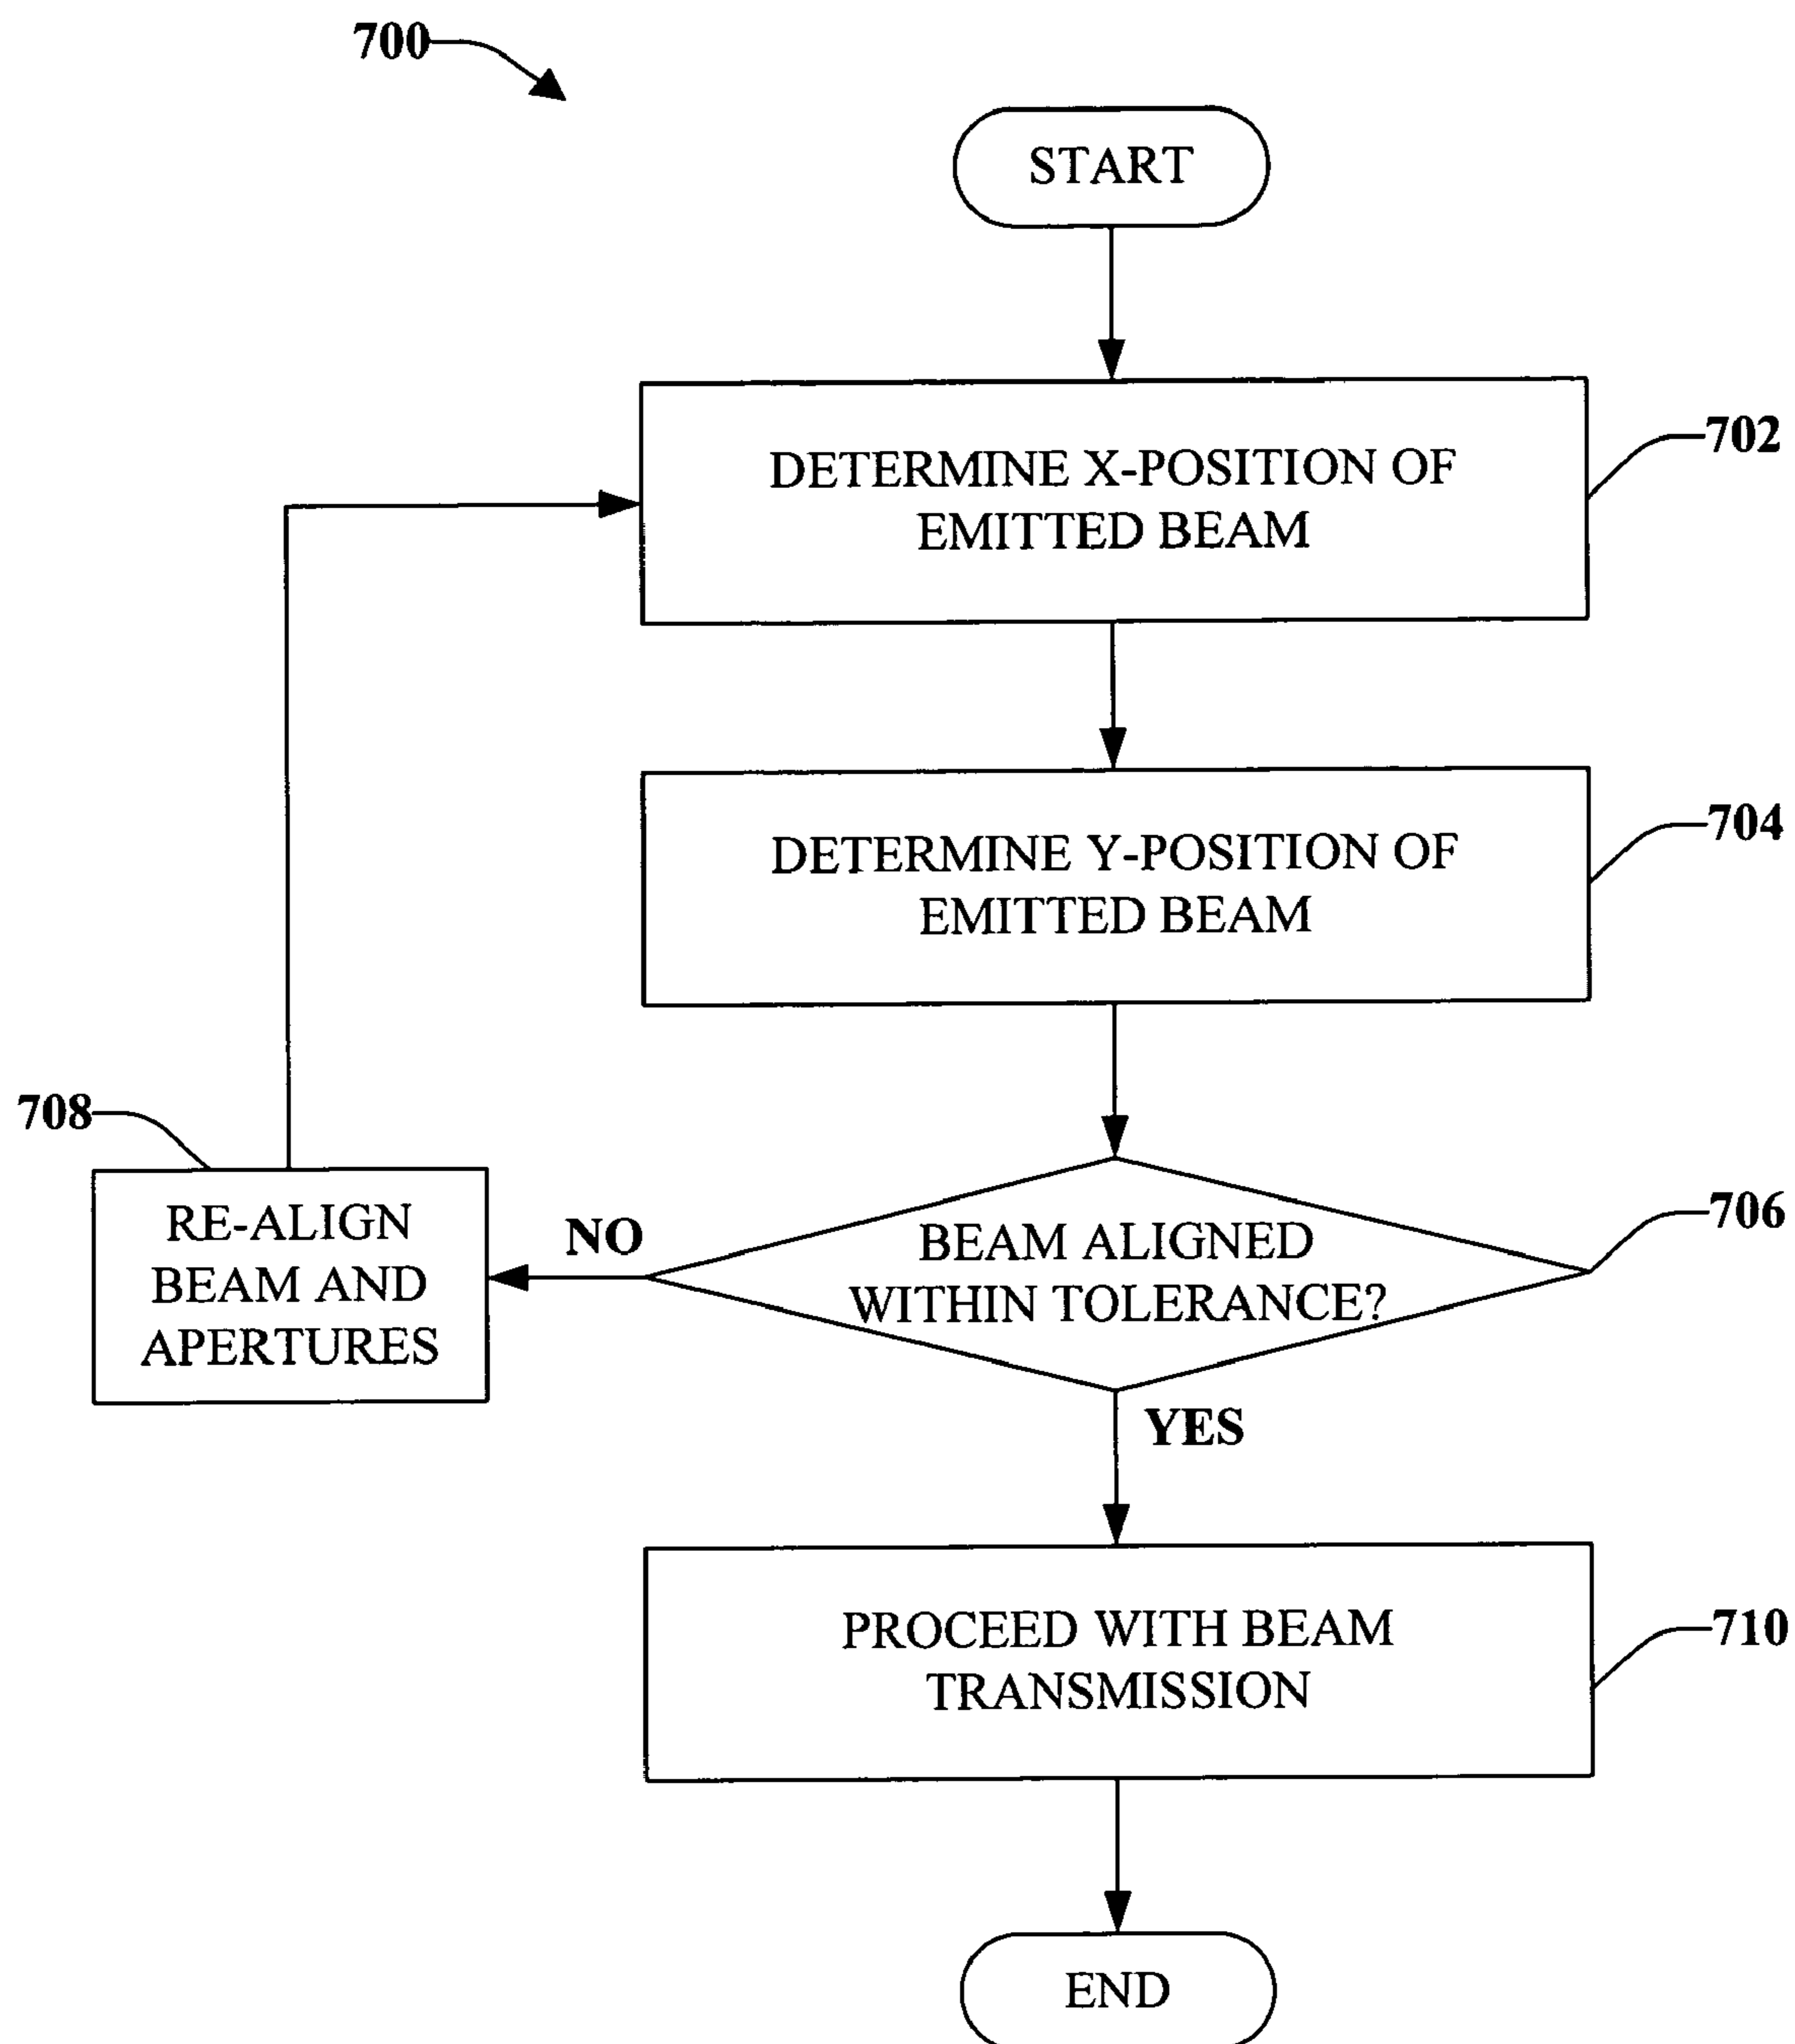 700
START
DETERMINE X-POSITION OF
EMITTED BEAM
702
DETERMINE Y-POSITION OF
EMITTED BEAM
704
708
RE-ALIGN
BEAM AND
APERTURES
NO
BEAM ALIGNED
WITHIN TOLERANCE?
706
YES
PROCEED WITH BEAM
TRANSMISSION
710
END